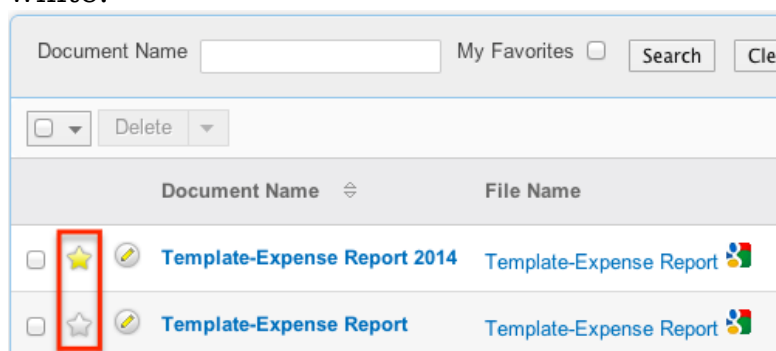 Document Name My Favorites Search
Delete
Document Name File Name
Template-Expense Report 2014 Template-Expense Report
Template-Expense Report Template-Expense Report